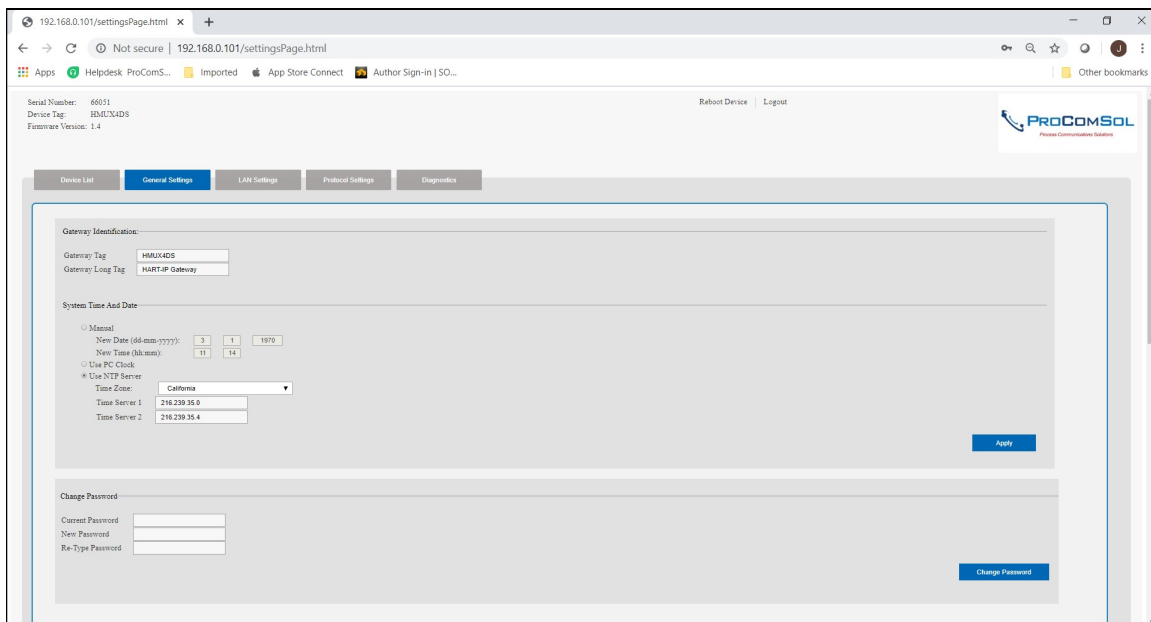 192.168.0.101/settingsPage.html
Not secure | 192.168.0.101/settingsPage.html
Apps Helpdesk ProComS... Imported App Store Connect Author Sign-in | SO... Other bookmarks
J
Serial Number: 66051
Device Tag: HMUX4DS
Firmware Version: 1.4
Reboot Device | Logout
PROCOMSOL
Process Communications Solutions
Device List General Settings LAN Settings Protocol Settings Diagnostics
Gateway Identification:
Gateway Tag HMUX4DS
Gateway Long Tag HART-IP Gateway
System Time And Date
Manual
New Date (dd-mm-yyyy): 3 1 1970
New Time (hh:mm): 11 14
Use PC Clock
Use NTP Server
Time Zone: California
Time Server 1 216.239.35.0
Time Server 2 216.239.35.4
Apply
Change Password
Current Password
New Password
Re-Type Password
Change Password